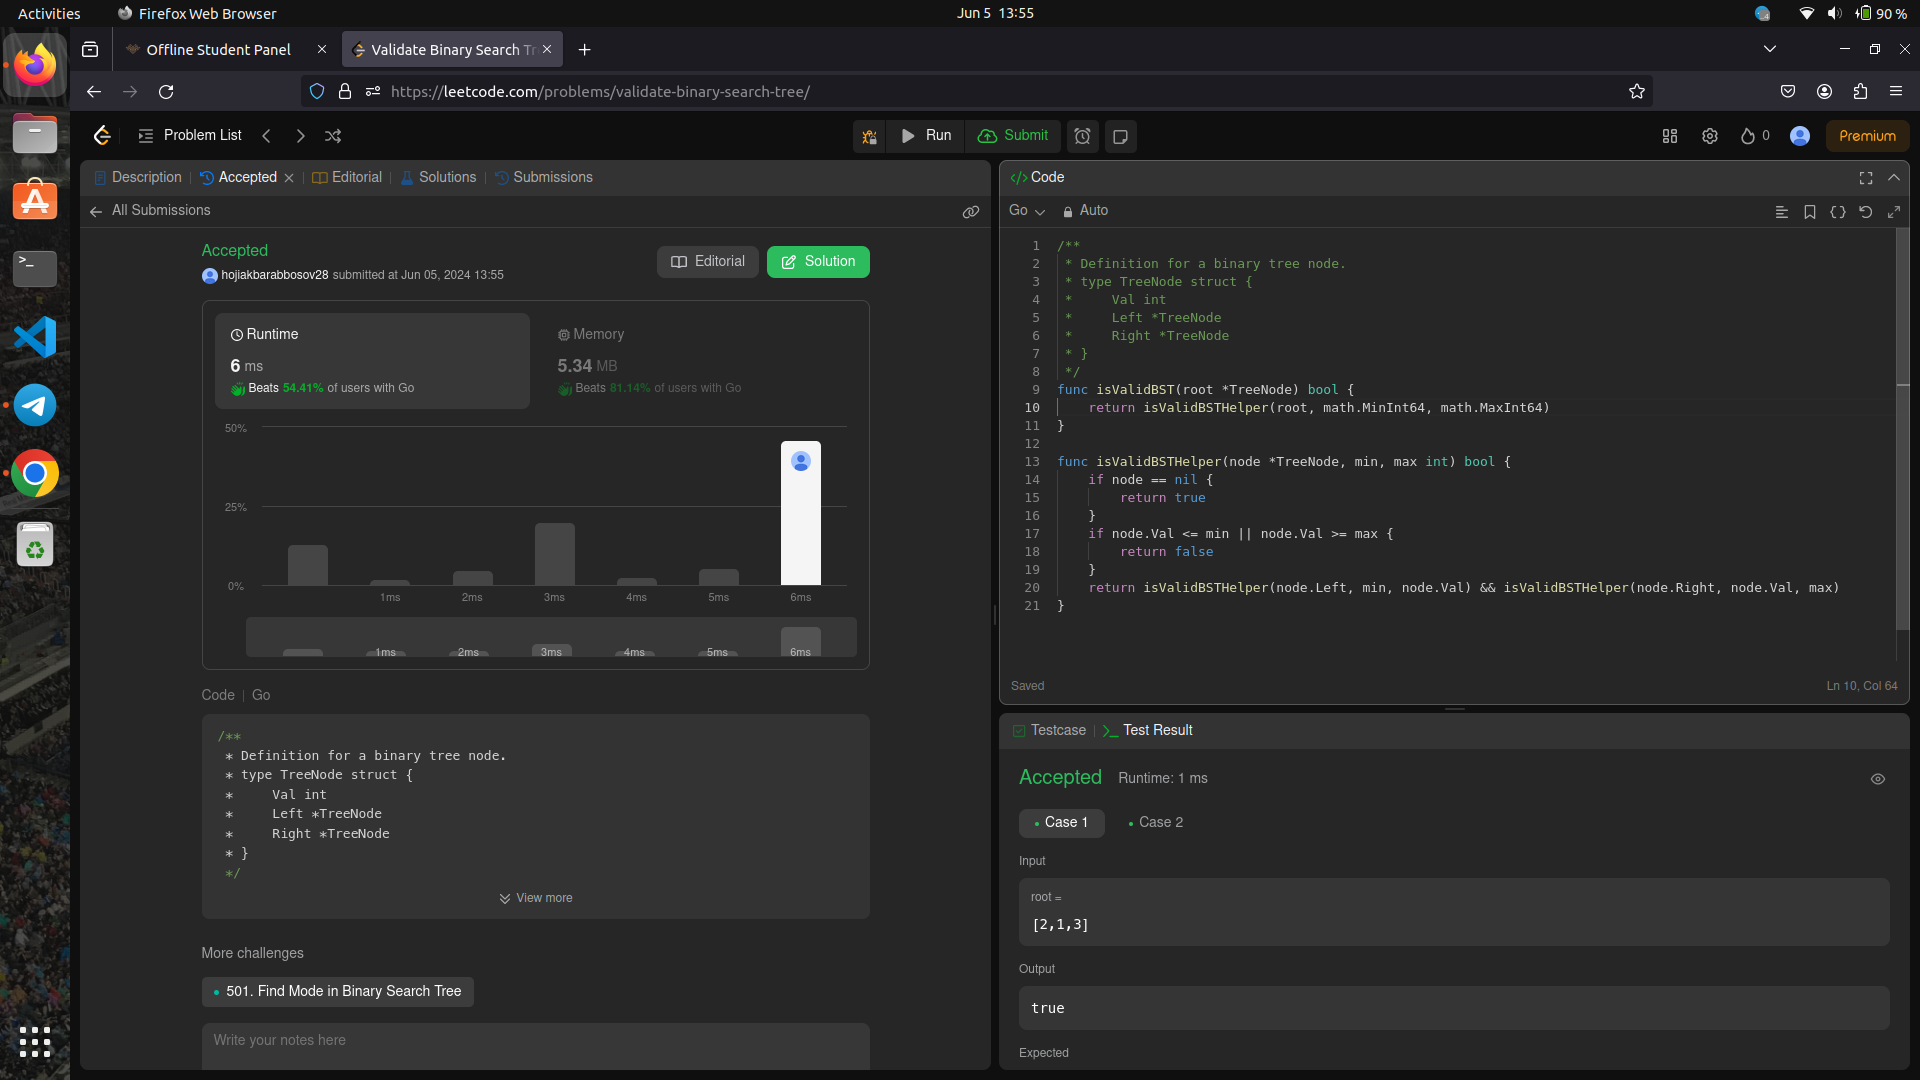 Activities
Firefox Web Browser
Jun 5 13:55
90 %
Offline Student Panel
Validate Binary Search Tr
https://leetcode.com/problems/validate-binary-search-tree/
Problem List
Run
Submit
0
Premium
Description
Accepted
Editorial
Solutions
Submissions
All Submissions
Accepted
hojiakbarabbosov28 submitted at Jun 05, 2024 13:55
Editorial
Solution
Runtime
6 ms
Beats 54.41% of users with Go
Memory
5.34 MB
Beats 81.14% of users with Go
50%
25%
0%
1ms 2ms 3ms 4ms 5ms 6ms
1ms 2ms 3ms 4ms 5ms 6ms
Code | Go
/**
 * Definition for a binary tree node.
 * type TreeNode struct {
 *     Val int
 *     Left *TreeNode
 *     Right *TreeNode
 * }
 */
View more
More challenges
501. Find Mode in Binary Search Tree
Write your notes here
</> Code
Go
Auto
1 /**
2  * Definition for a binary tree node.
3  * type TreeNode struct {
4  *     Val int
5  *     Left *TreeNode
6  *     Right *TreeNode
7  * }
8  */
9 func isValidBST(root *TreeNode) bool {
10     return isValidBSTHelper(root, math.MinInt64, math.MaxInt64)
11 }
12
13 func isValidBSTHelper(node *TreeNode, min, max int) bool {
14     if node == nil {
15         return true
16     }
17     if node.Val <= min || node.Val >= max {
18         return false
19     }
20     return isValidBSTHelper(node.Left, min, node.Val) && isValidBSTHelper(node.Right, node.Val, max)
21 }
Saved
Ln 10, Col 64
Testcase
Test Result
Accepted
Runtime: 1 ms
Case 1
Case 2
Input
root =
[2,1,3]
Output
true
Expected